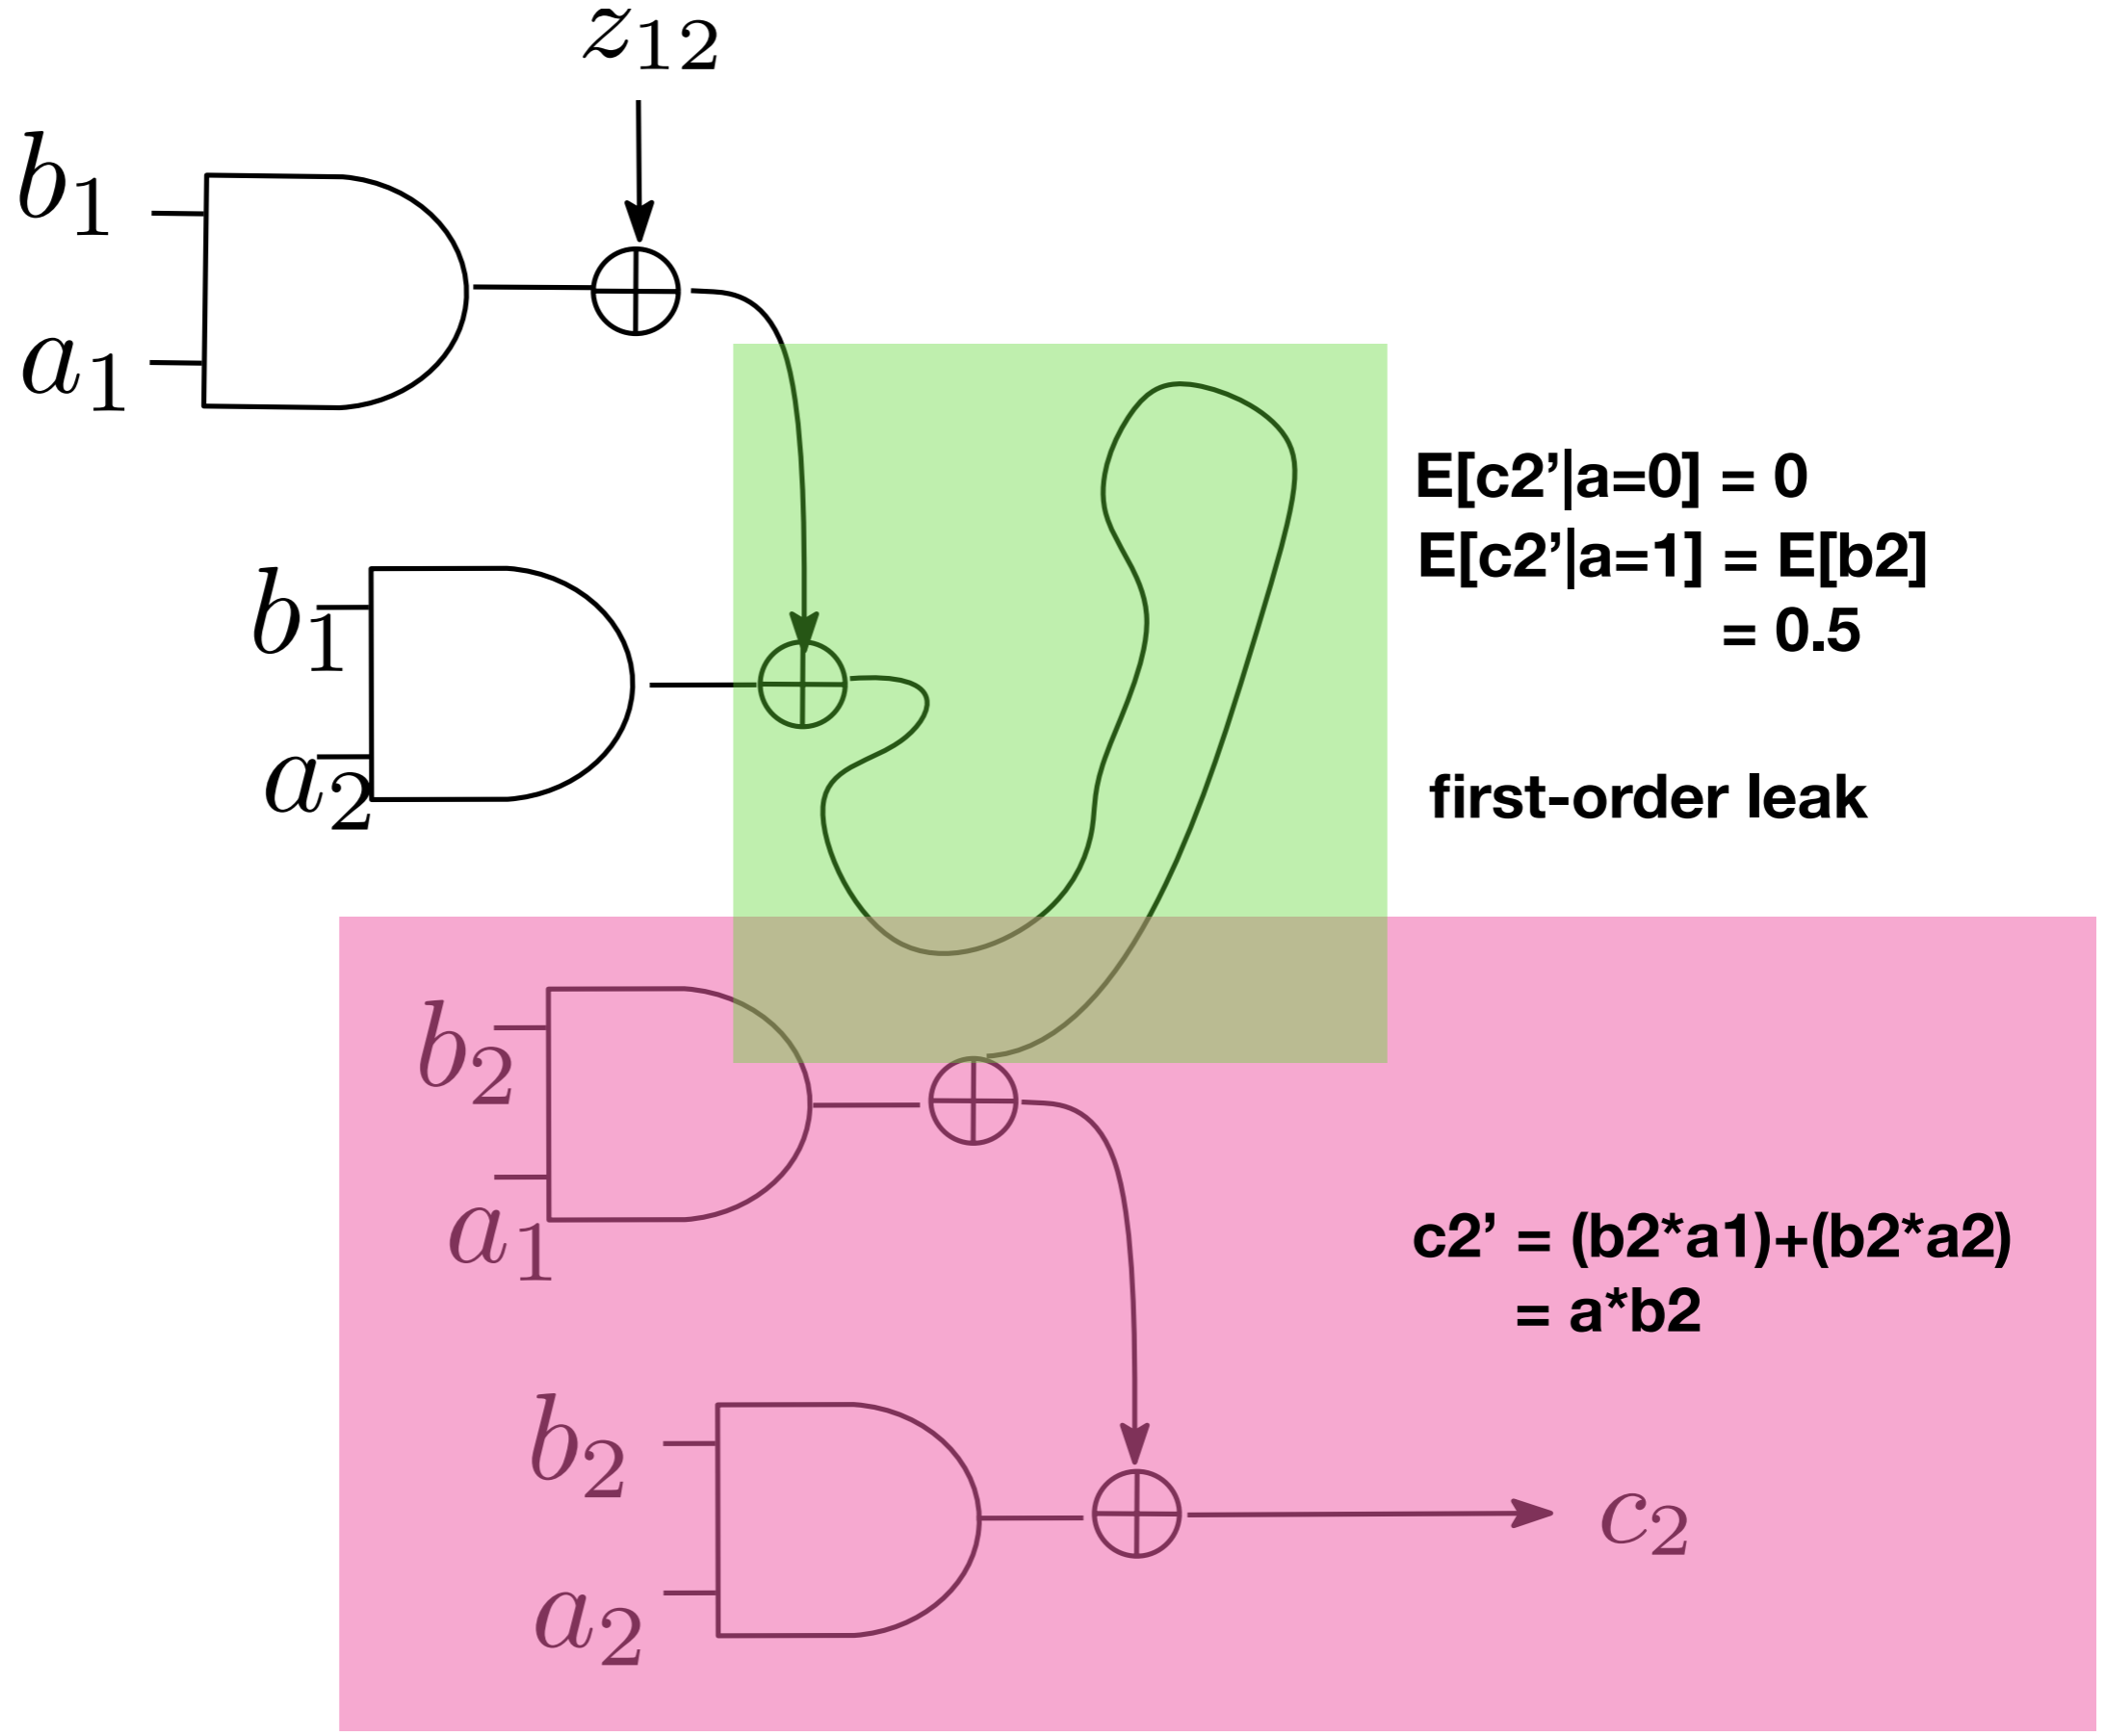 z12
b1
a1
E[c2’|a=0] = 0
E[c2’|a=1] = E[b2]
= 0.5
b1
a2
first-order leak
b2
a1
c2’ = (b2*a1)+(b2*a2)
= a*b2
b2
a2
c2